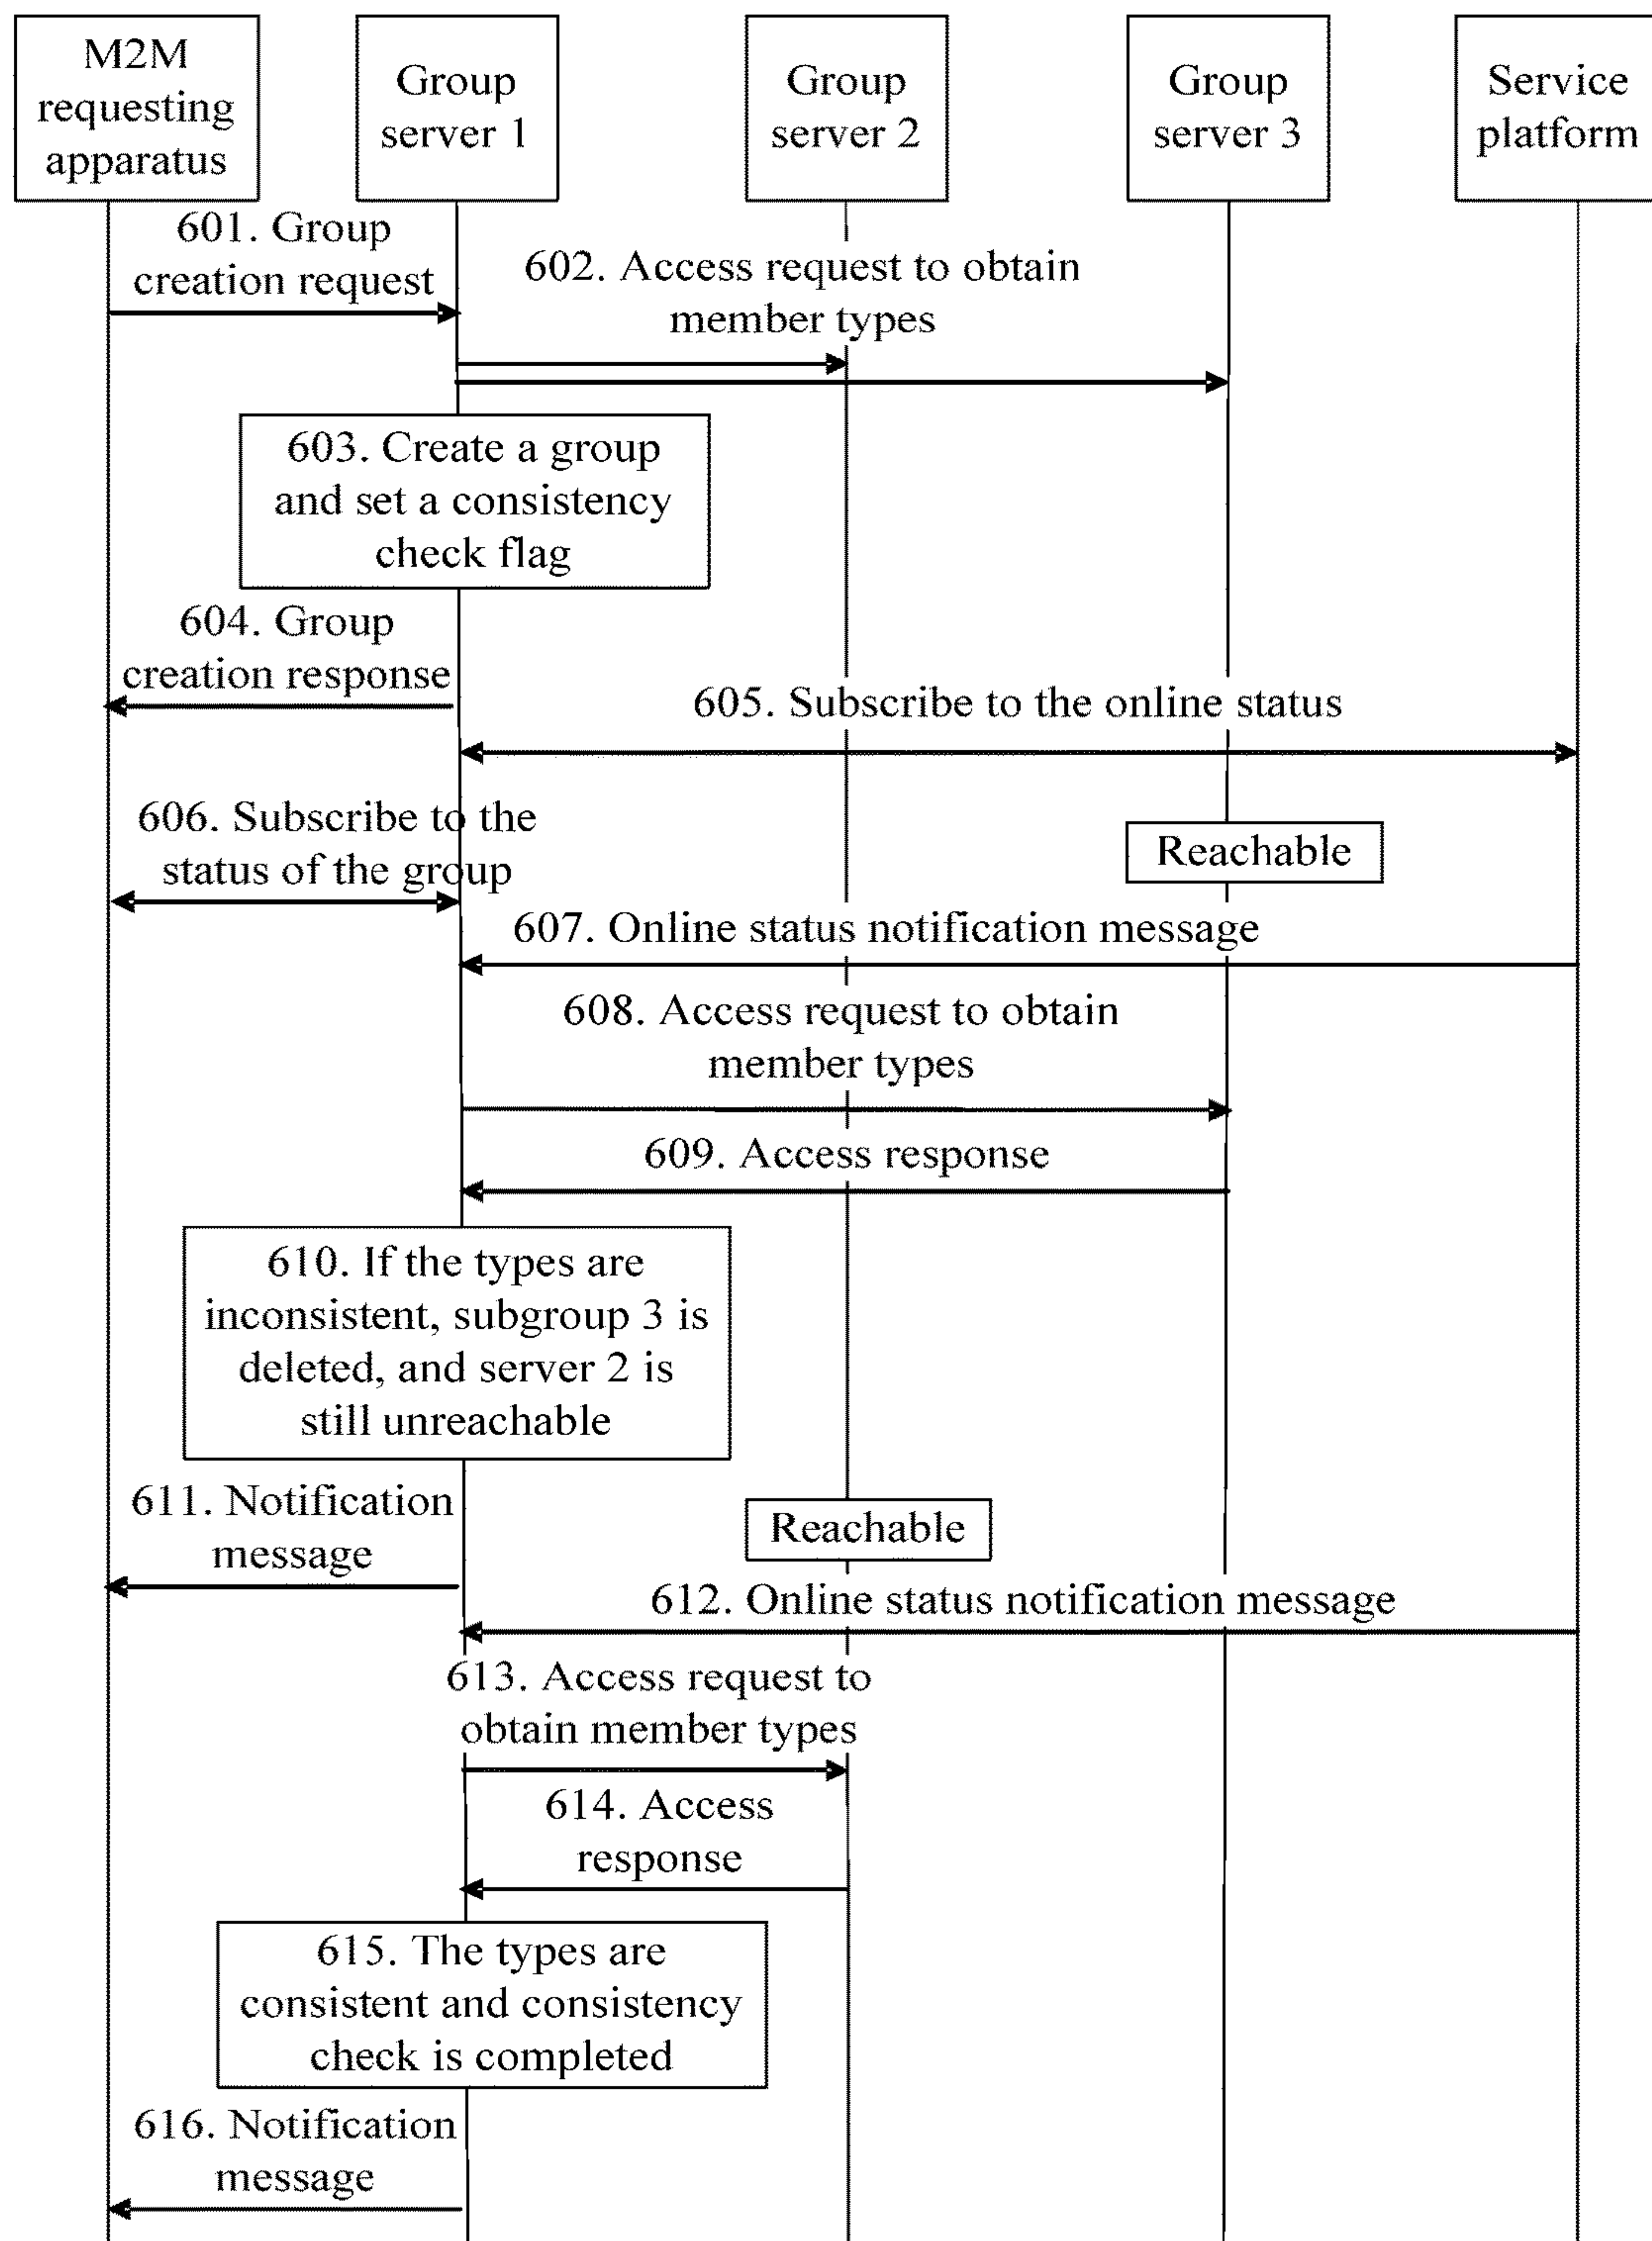 M2M
requesting
apparatus
Group
server 1
Group
server 2
Group
server 3
Service
platform
601. Group
creation request
602. Access request to obtain
member types
603. Create a group
and set a consistency
check flag
604. Group
creation response
605. Subscribe to the online status
606. Subscribe to the
status of the group
Reachable
607. Online status notification message
608. Access request to obtain
member types
609. Access response
610. If the types are
inconsistent, subgroup 3 is
deleted, and server 2 is
still unreachable
611. Notification
message
Reachable
612. Online status notification message
613. Access request to
obtain member types
614. Access
response
615. The types are
consistent and consistency
check is completed
616. Notification
message